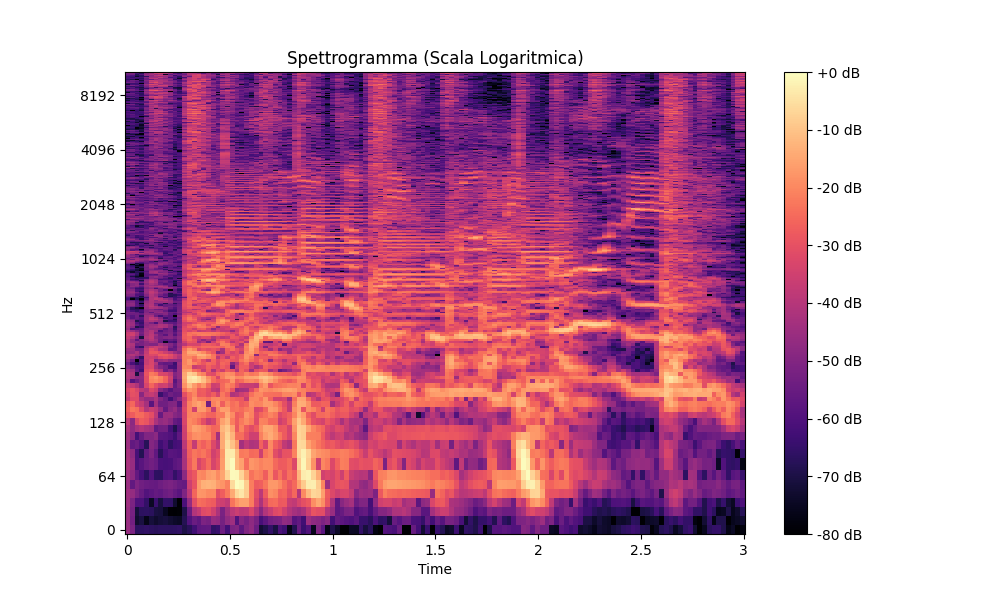 Spettrogramma (Scala Logaritmica)
Hz
8192
4096
2048
1024
512
256
128
64
0
0
0.5
1
1.5
2
2.5
3
Time
+0 dB
-10 dB
-20 dB
-30 dB
-40 dB
-50 dB
-60 dB
-70 dB
-80 dB